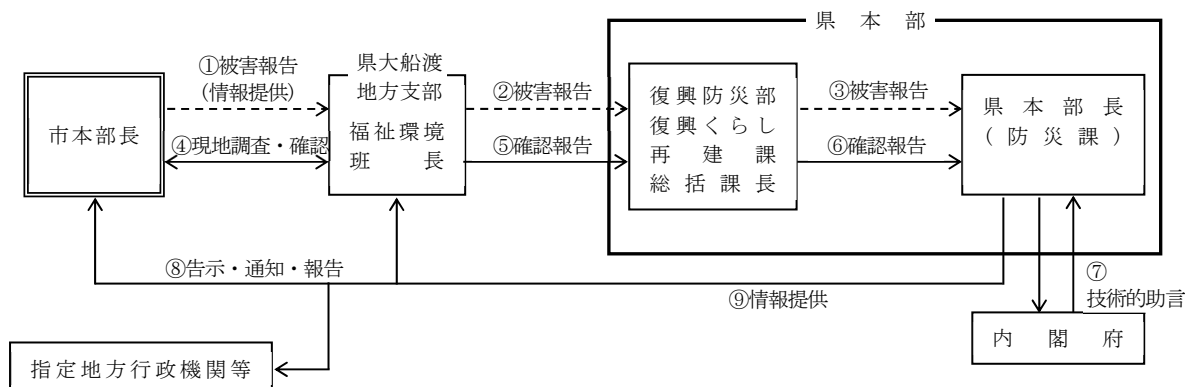 県本部
①被害報告
(情報提供)
県大船渡
地方支部
福祉環境
班長
②被害報告
復興防災部
復興くらし
再建課
総括課長
③被害報告
県本部長
(防災課)
市本部長
④現地調査・確認
⑤確認報告
⑥確認報告
⑧告示・通知・報告
⑨情報提供
⑦
技術的助言
内閣府
指定地方行政機関等